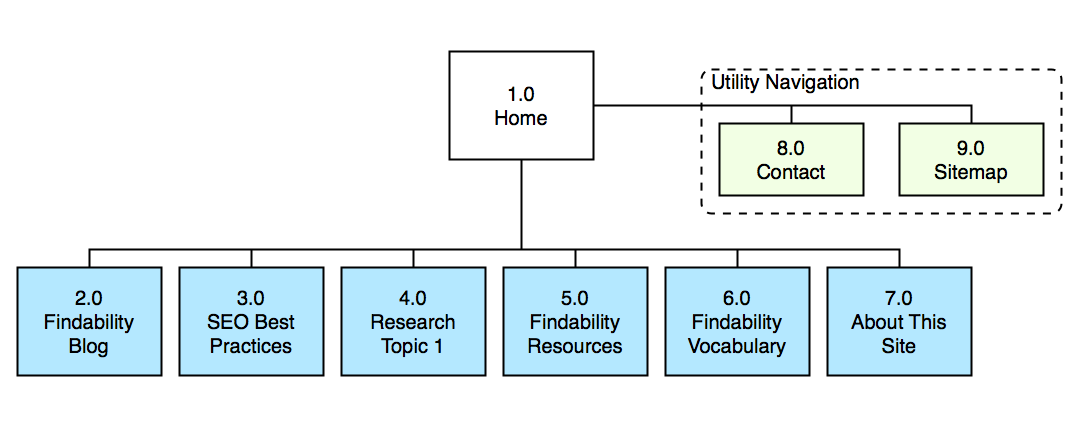 1.0
Home
Utility Navigation
8.0
Contact
9.0
Sitemap
2.0
Findability
Blog
3.0
SEO Best
Practices
4.0
Research
Topic 1
5.0
Findability
Resources
6.0
Findability
Vocabulary
7.0
About This
Site